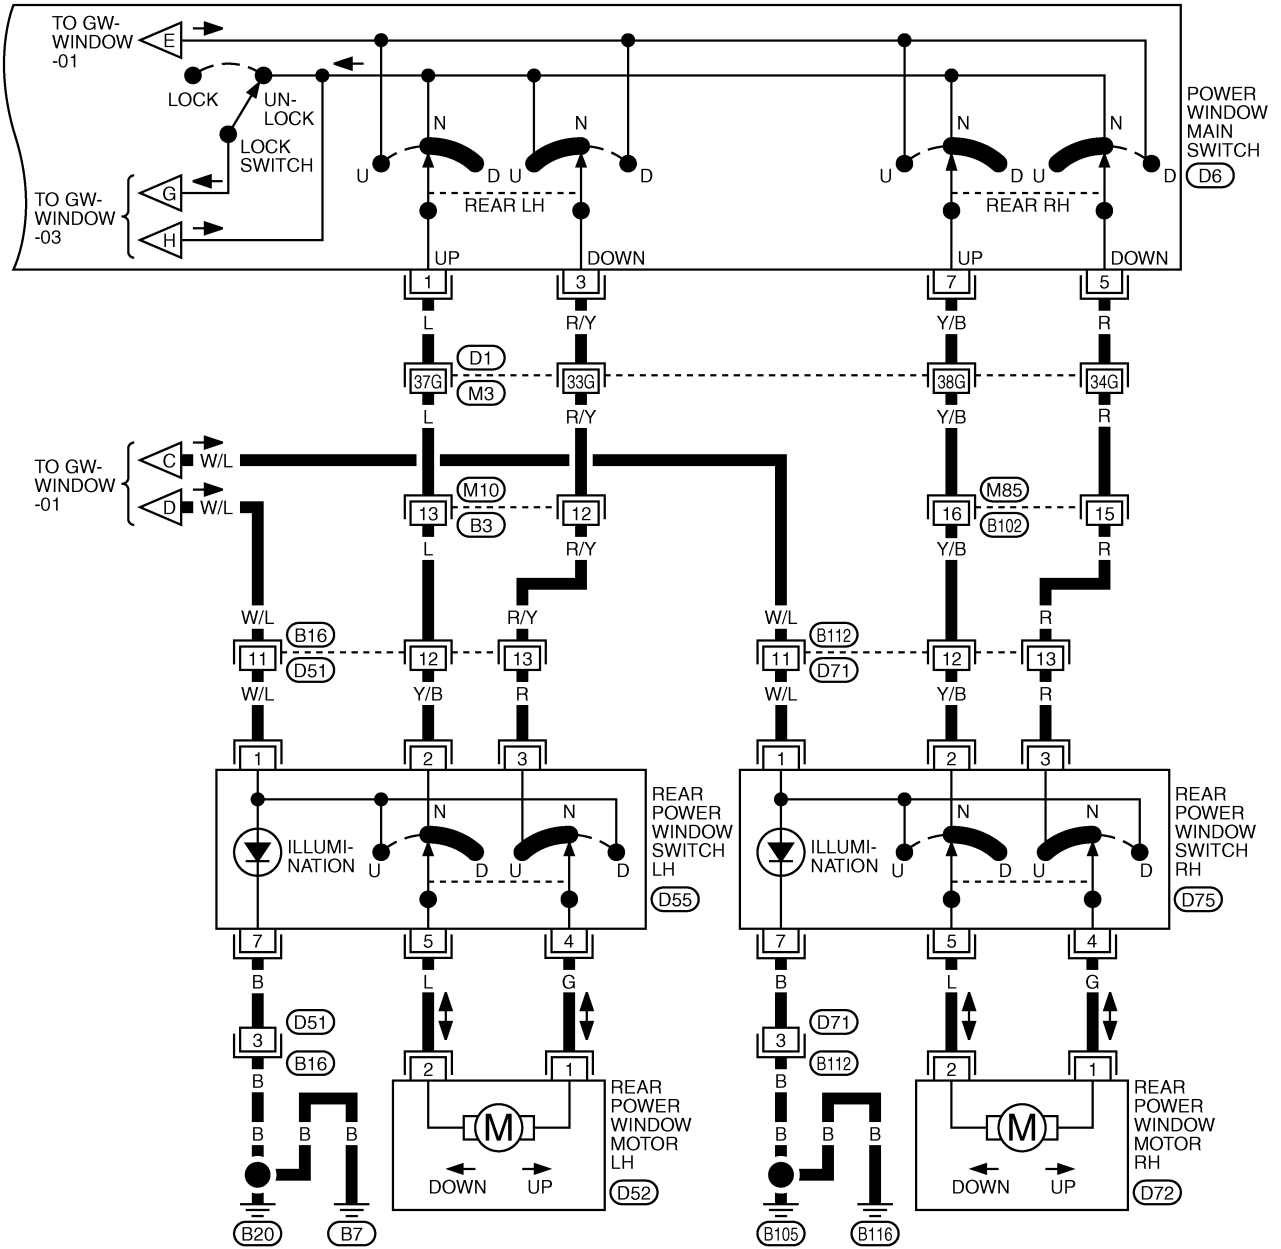 TO GW-
WINDOW
-01
E
LOCK
UN-
LOCK
LOCK
SWITCH
G
TO GW-
WINDOW
-03
H
N
N
U
D
U
D
REAR LH
N
N
U
D
U
D
REAR RH
POWER
WINDOW
MAIN
SWITCH
D6
UP
DOWN
UP
DOWN
1
3
7
5
L
R/Y
Y/B
R
D1
37G
33G
38G
34G
M3
L
R/Y
Y/B
R
TO GW-
WINDOW
-01
C
W/L
D
W/L
M10
13
12
B3
M85
16
15
B102
L
R/Y
Y/B
R
W/L
R/Y
W/L
R
B16
11
12
13
D51
B112
11
12
13
D71
W/L
Y/B
R
W/L
Y/B
R
1
2
3
1
2
3
ILLUMI-
NATION
N
N
U
D
U
D
REAR
POWER
WINDOW
SWITCH
LH
D55
ILLUMI-
NATION
N
N
U
D
U
D
REAR
POWER
WINDOW
SWITCH
RH
D75
7
5
4
7
5
4
B
L
G
B
L
G
D51
3
B16
D71
3
B112
B
2
1
B
2
1
B
B
B
B
B
B
M
DOWN
UP
REAR
POWER
WINDOW
MOTOR
LH
D52
M
DOWN
UP
REAR
POWER
WINDOW
MOTOR
RH
D72
B20
B7
B105
B116